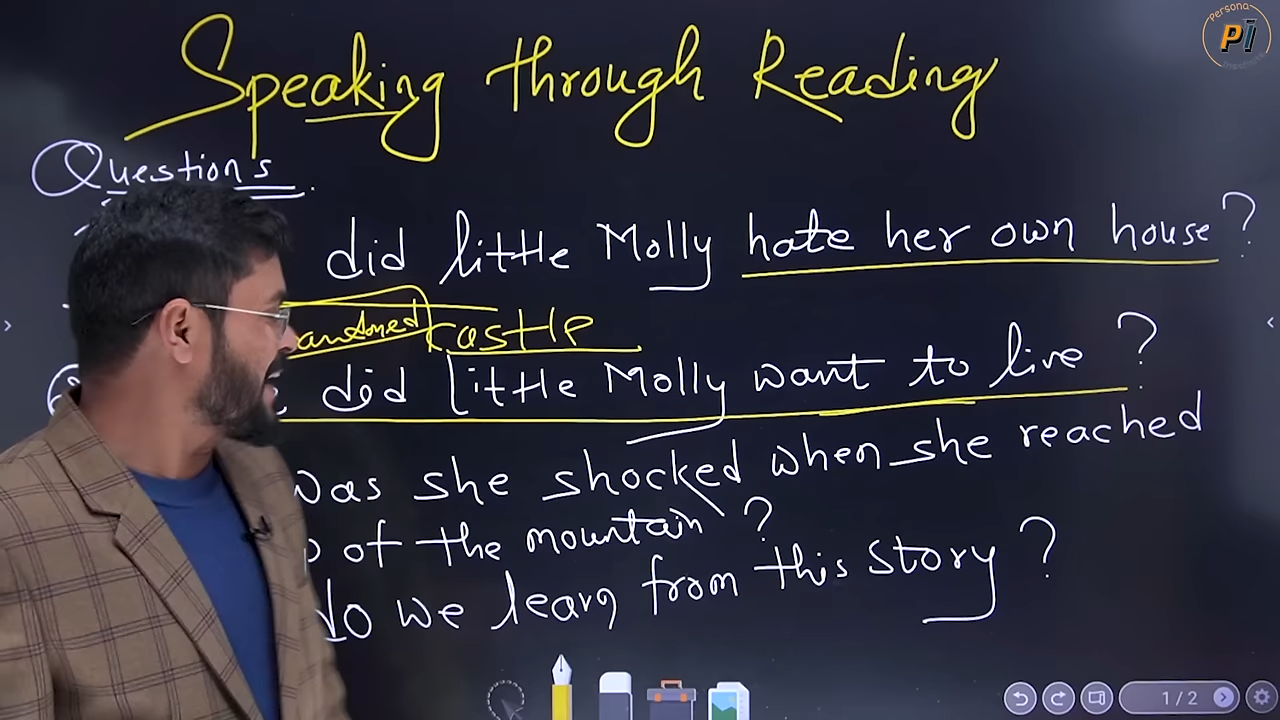 Speaking through Reading
Persona
PI
Questions
did little Molly hate her own house?
castle
did little Molly want to live?
was she shocked when she reached
of the mountain?
do we learn from this story?
1/2